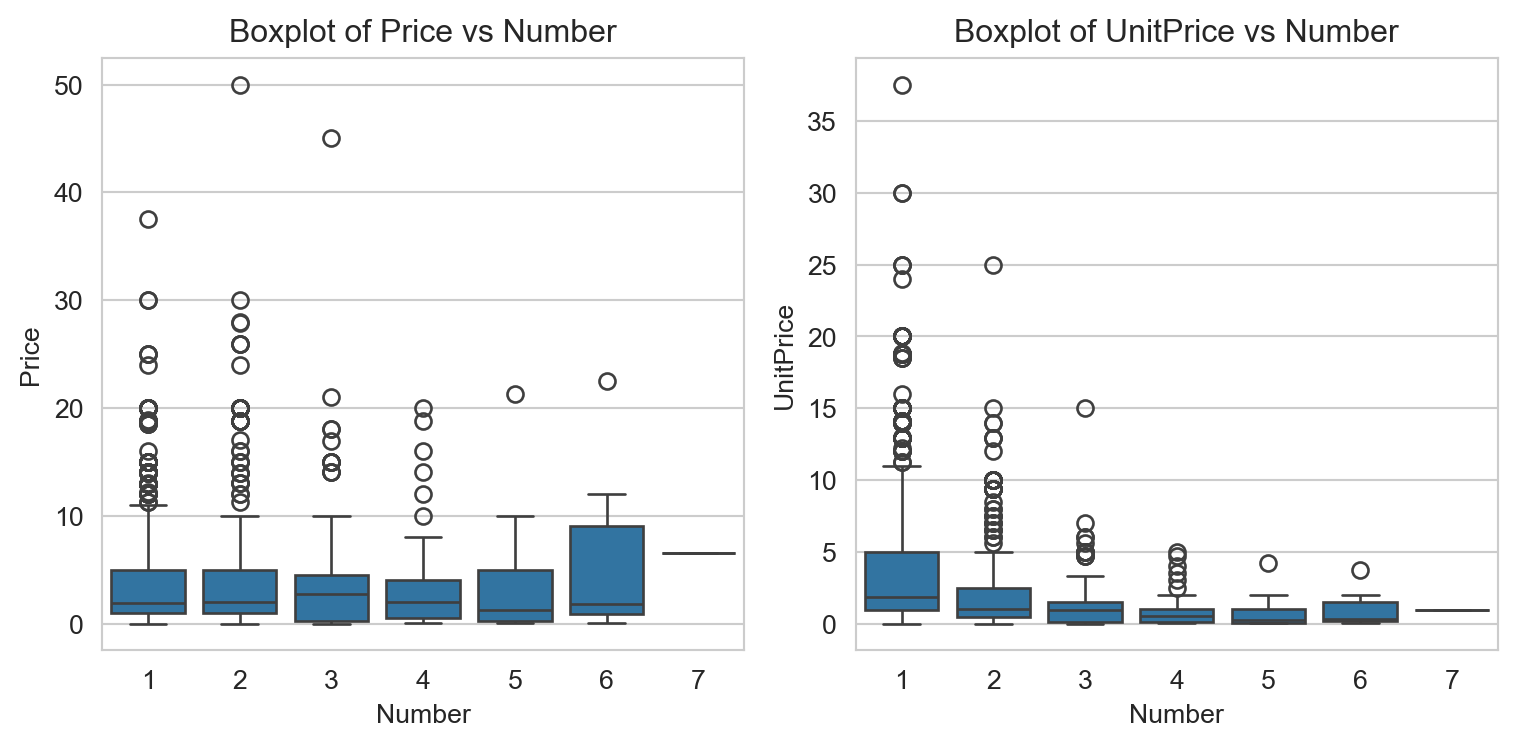 Boxplot of Price vs Number
50
40
30
20
10
0
Price
1 2 3 4 5 6 7
Number
Boxplot of UnitPrice vs Number
35
30
25
20
15
10
5
0
UnitPrice
1 2 3 4 5 6 7
Number